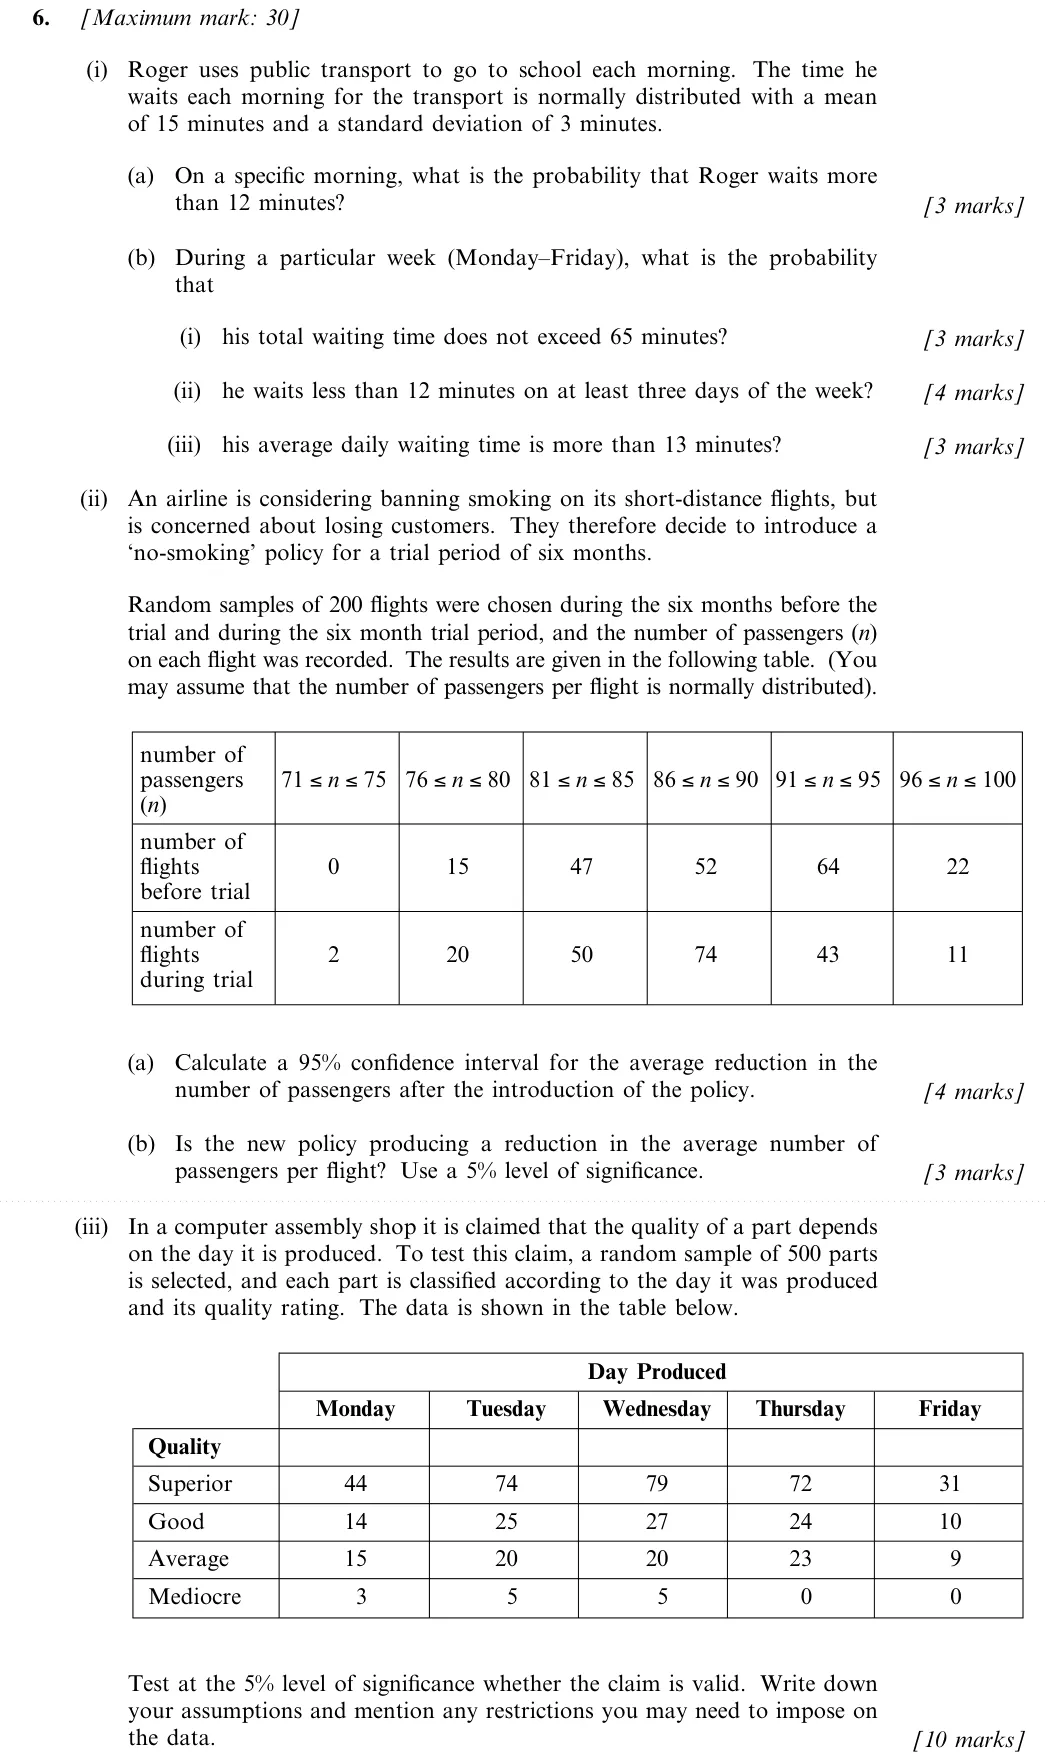 6. [Maximum mark: 30]
(i) Roger uses public transport to go to school each morning. The time he
waits each morning for the transport is normally distributed with a mean
of 15 minutes and a standard deviation of 3 minutes.
(a) On a specific morning, what is the probability that Roger waits more
than 12 minutes? [3 marks]
(b) During a particular week (Monday–Friday), what is the probability
that
(i) his total waiting time does not exceed 65 minutes? [3 marks]
(ii) he waits less than 12 minutes on at least three days of the week? [4 marks]
(iii) his average daily waiting time is more than 13 minutes? [3 marks]
(ii) An airline is considering banning smoking on its short-distance flights, but
is concerned about losing customers. They therefore decide to introduce a
‘no-smoking’ policy for a trial period of six months.
Random samples of 200 flights were chosen during the six months before the
trial and during the six month trial period, and the number of passengers (n)
on each flight was recorded. The results are given in the following table. (You
may assume that the number of passengers per flight is normally distributed).
number of
passengers 71 ≤ n ≤ 75 76 ≤ n ≤ 80 81 ≤ n ≤ 85 86 ≤ n ≤ 90 91 ≤ n ≤ 95 96 ≤ n ≤ 100
(n)
number of
flights 0 15 47 52 64 22
before trial
number of
flights 2 20 50 74 43 11
during trial
(a) Calculate a 95% confidence interval for the average reduction in the
number of passengers after the introduction of the policy. [4 marks]
(b) Is the new policy producing a reduction in the average number of
passengers per flight? Use a 5% level of significance. [3 marks]
(iii) In a computer assembly shop it is claimed that the quality of a part depends
on the day it is produced. To test this claim, a random sample of 500 parts
is selected, and each part is classified according to the day it was produced
and its quality rating. The data is shown in the table below.
Day Produced
Monday Tuesday Wednesday Thursday Friday
Quality
Superior 44 74 79 72 31
Good 14 25 27 24 10
Average 15 20 20 23 9
Mediocre 3 5 5 0 0
Test at the 5% level of significance whether the claim is valid. Write down
your assumptions and mention any restrictions you may need to impose on
the data. [10 marks]